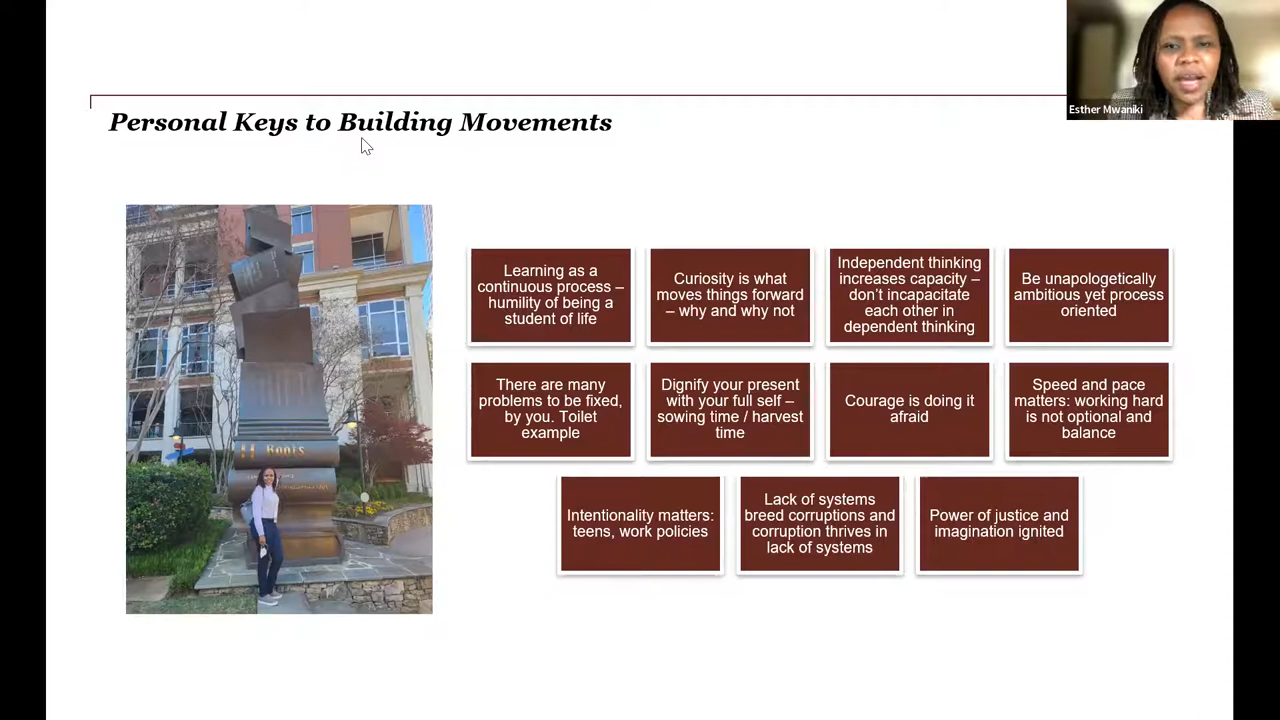 Esther Mwaniki
Personal Keys to Building Movements
Learning as a
continuous process –
humility of being a
student of life
Curiosity is what
moves things forward
– why and why not
Independent thinking
increases capacity –
don't incapacitate
each other in
dependent thinking
Be unapologetically
ambitious yet process
oriented
There are many
problems to be fixed,
by you. Toilet
example
Dignify your present
with your full self –
sowing time / harvest
time
Courage is doing it
afraid
Speed and pace
matters: working hard
is not optional and
balance
Intentionality matters:
teens, work policies
Lack of systems
breed corruptions and
corruption thrives in
lack of systems
Power of justice and
imagination ignited
Roots